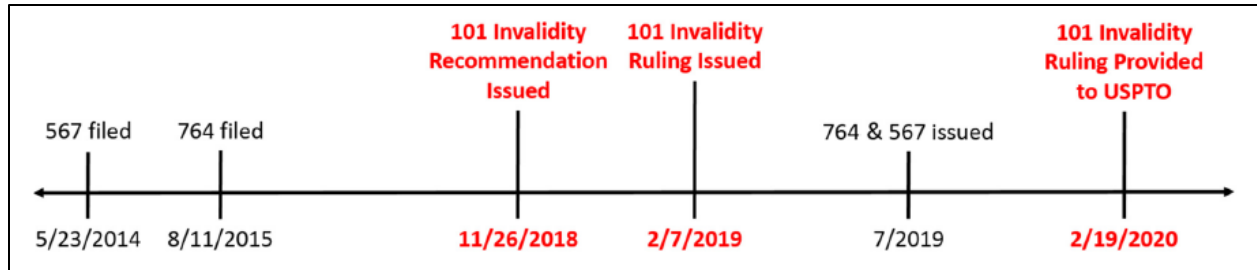 101 Invalidity
Recommendation
Issued
101 Invalidity
Ruling Issued
101 Invalidity
Ruling Provided
to USPTO
567 filed
764 filed
764 & 567 issued
5/23/2014
8/11/2015
11/26/2018
2/7/2019
7/2019
2/19/2020